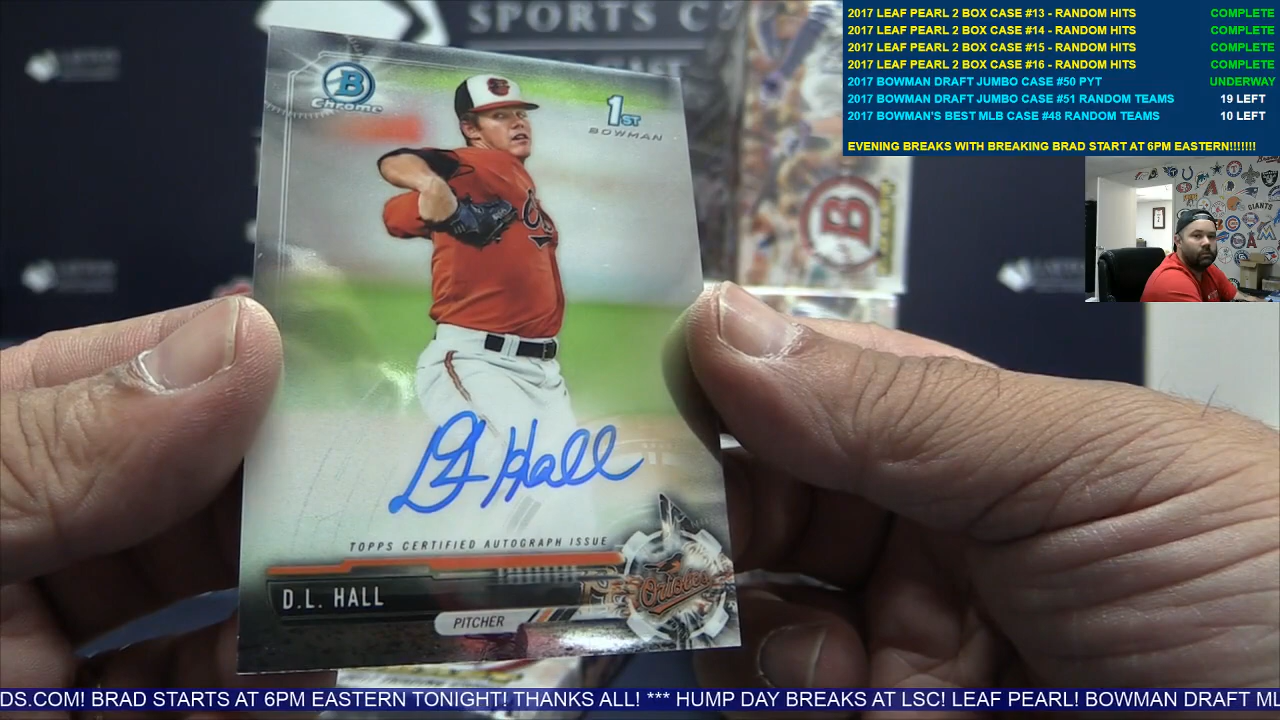 SPORTS C
2017 LEAF PEARL 2 BOX CASE #13 - RANDOM HITS COMPLETE
2017 LEAF PEARL 2 BOX CASE #14 - RANDOM HITS COMPLETE
2017 LEAF PEARL 2 BOX CASE #15 - RANDOM HITS COMPLETE
2017 LEAF PEARL 2 BOX CASE #16 - RANDOM HITS COMPLETE
2017 BOWMAN DRAFT JUMBO CASE #50 PYT UNDERWAY
2017 BOWMAN DRAFT JUMBO CASE #51 RANDOM TEAMS 19 LEFT
2017 BOWMAN'S BEST MLB CASE #48 RANDOM TEAMS 10 LEFT
EVENING BREAKS WITH BREAKING BRAD START AT 6PM EASTERN!!!!!!!
B
Chrome
1ST
BOWMAN
B
GIANTS
DL Hall
TOPPS CERTIFIED AUTOGRAPH ISSUE
D.L. HALL
Orioles
PITCHER
DS.COM! BRAD STARTS AT 6PM EASTERN TONIGHT! THANKS ALL! *** HUMP DAY BREAKS AT LSC! LEAF PEARL! BOWMAN DRAFT ML